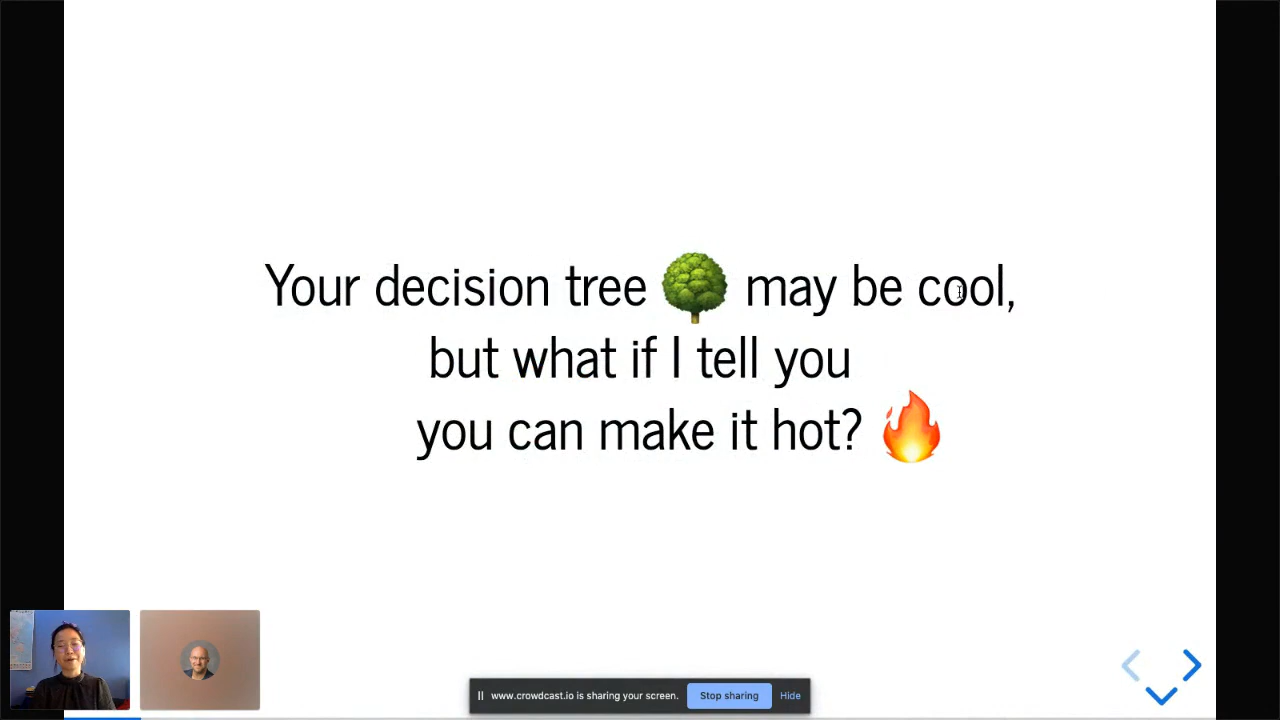 Your decision tree 🌳 may be cool,
but what if I tell you
you can make it hot? 🔥
www.crowdcast.io is sharing your screen. Stop sharing Hide